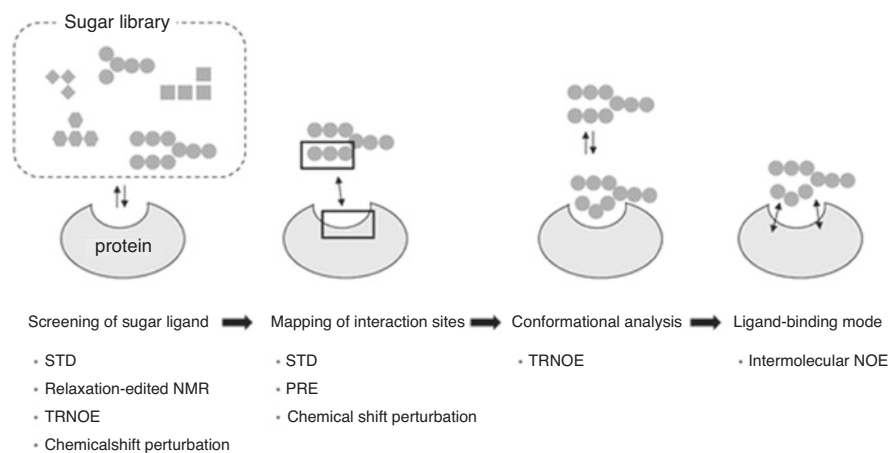 Sugar library
protein
Screening of sugar ligand
• STD
• Relaxation-edited NMR
• TRNOE
• Chemicalshift perturbation
Mapping of interaction sites
• STD
• PRE
• Chemical shift perturbation
Conformational analysis
• TRNOE
Ligand-binding mode
• Intermolecular NOE